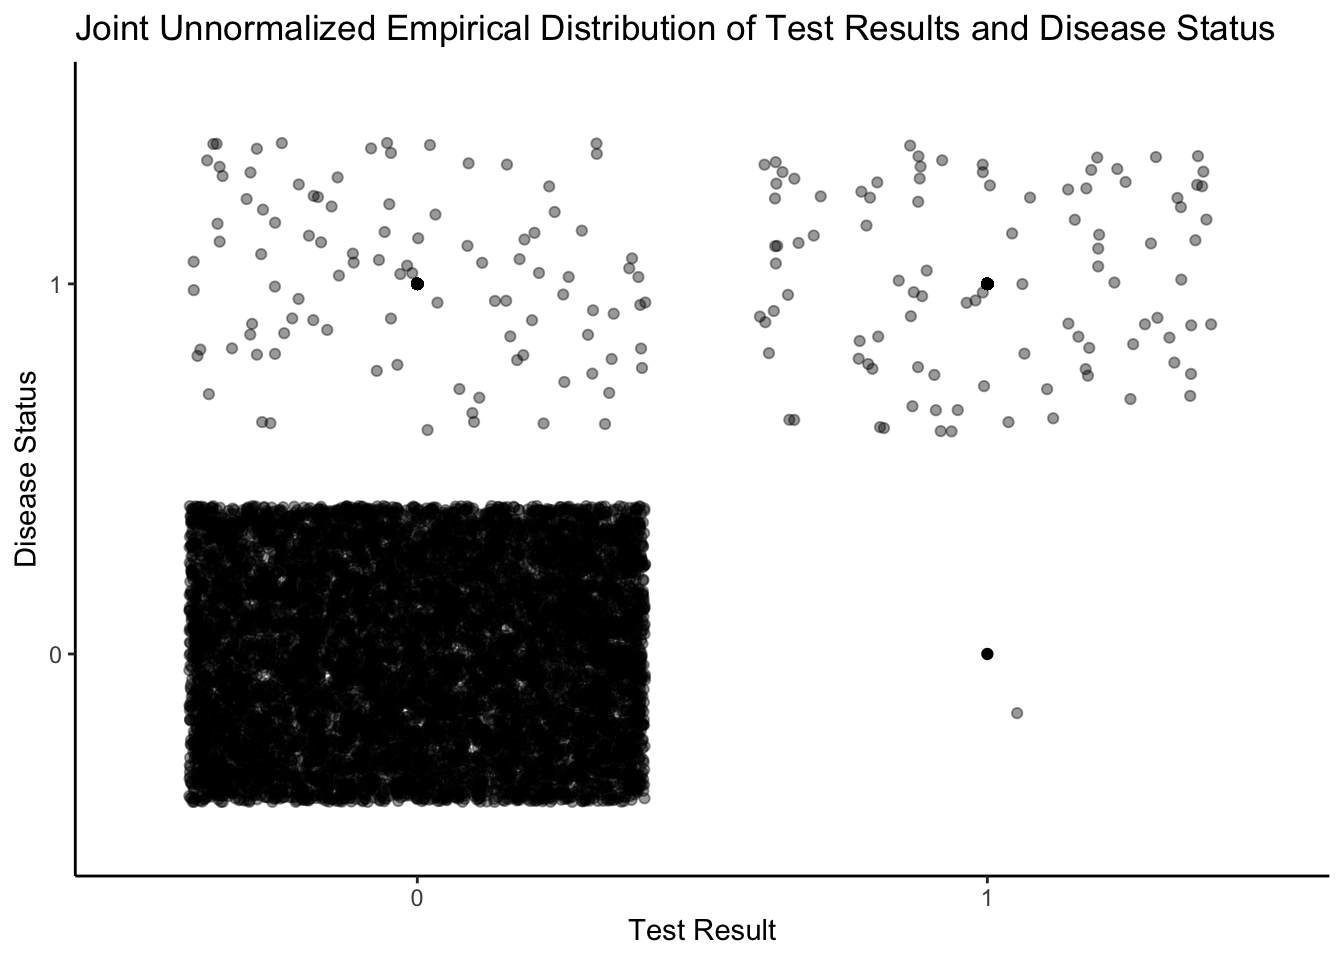 Joint Unnormalized Empirical Distribution of Test Results and Disease Status
Disease Status
1
0
0
1
Test Result